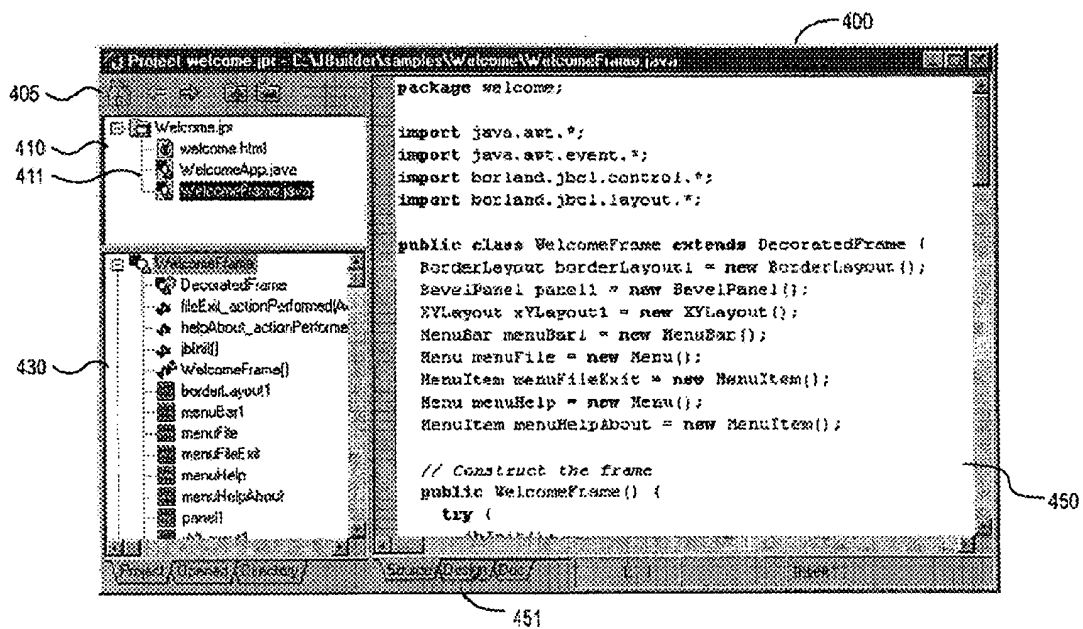 400
Project welcome.jpr - C:\JBuilder\samples\Welcome\WelcomeFrame.java
405
410
411
Welcome.jpr
welcome.html
WelcomeApp.java
WelcomeFrame.java
430
WelcomeFrame
DecoratedFrame
fileExit_actionPerformed(A
helpAbout_actionPerforme
jbInit()
WelcomeFrame()
borderLayout1
menuBar1
menuFile
menuFileExit
menuHelp
menuHelpAbout
panel1
Project Opened Directory
package welcome;
import java.awt.*;
import java.awt.event.*;
import borland.jbcl.control.*;
import borland.jbcl.layout.*;
public class WelcomeFrame extends DecoratedFrame {
BorderLayout borderLayout1 = new BorderLayout();
BevelPanel panel1 = new BevelPanel();
XYLayout xYLayout1 = new XYLayout();
MenuBar menuBar1 = new MenuBar();
Menu menuFile = new Menu();
MenuItem menuFileExit = new MenuItem();
Menu menuHelp = new Menu();
MenuItem menuHelpAbout = new MenuItem();
// Construct the frame
public WelcomeFrame() {
try {
jbInit();
450
Source Design Doc
451